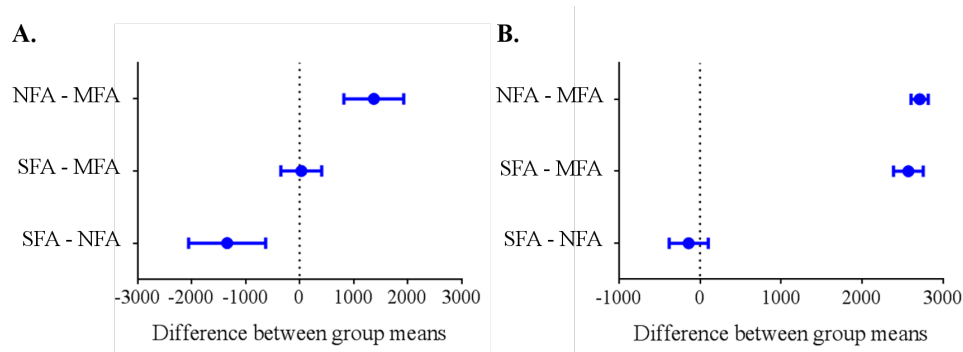 A.
NFA - MFA
SFA - MFA
SFA - NFA
-3000 -2000 -1000 0 1000 2000 3000
Difference between group means
B.
NFA - MFA
SFA - MFA
SFA - NFA
-1000 0 1000 2000 3000
Difference between group means